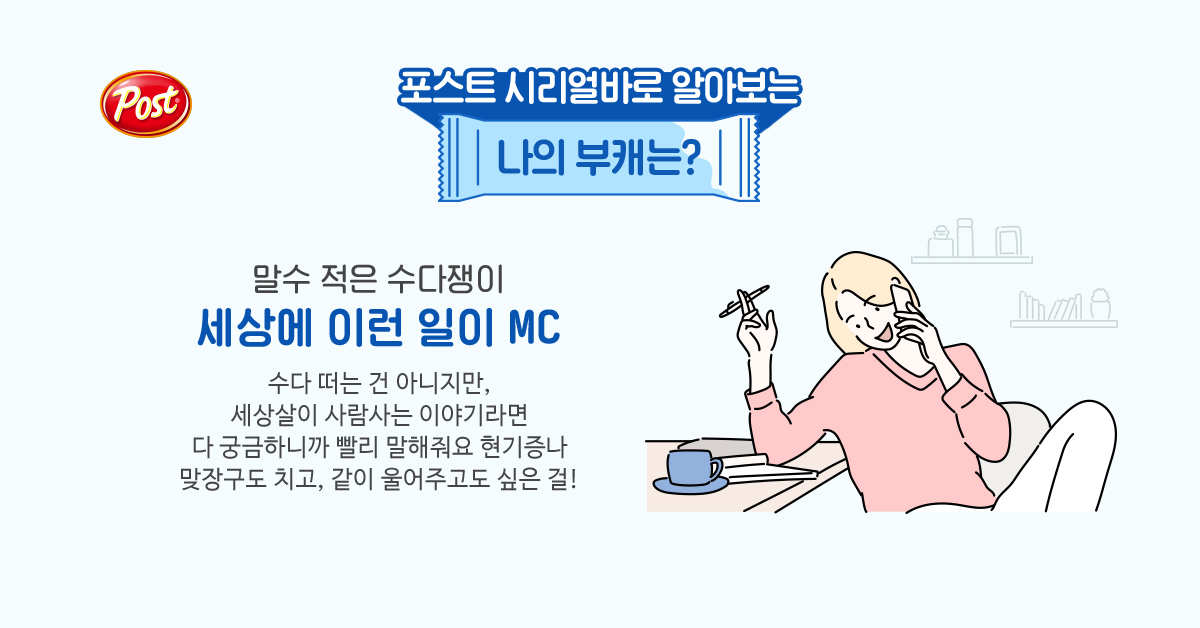 Post
포스트 시리얼바로 알아보는
나의 부캐는?
말수 적은 수다쟁이
세상에 이런 일이 MC
수다 떠는 건 아니지만,
세상살이 사람사는 이야기라면
다 궁금하니까 빨리 말해줘요 현기증나
맞장구도 치고, 같이 울어주고도 싶은 걸!